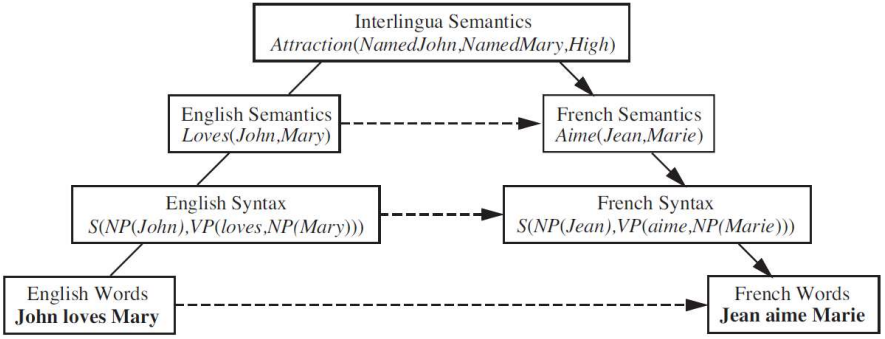 Interlingua Semantics
Attraction(NamedJohn,NamedMary,High)
English Semantics
Loves(John,Mary)
French Semantics
Aime(Jean,Marie)
English Syntax
S(NP(John),VP(loves,NP(Mary)))
French Syntax
S(NP(Jean),VP(aime,NP(Marie)))
English Words
John loves Mary
French Words
Jean aime Marie